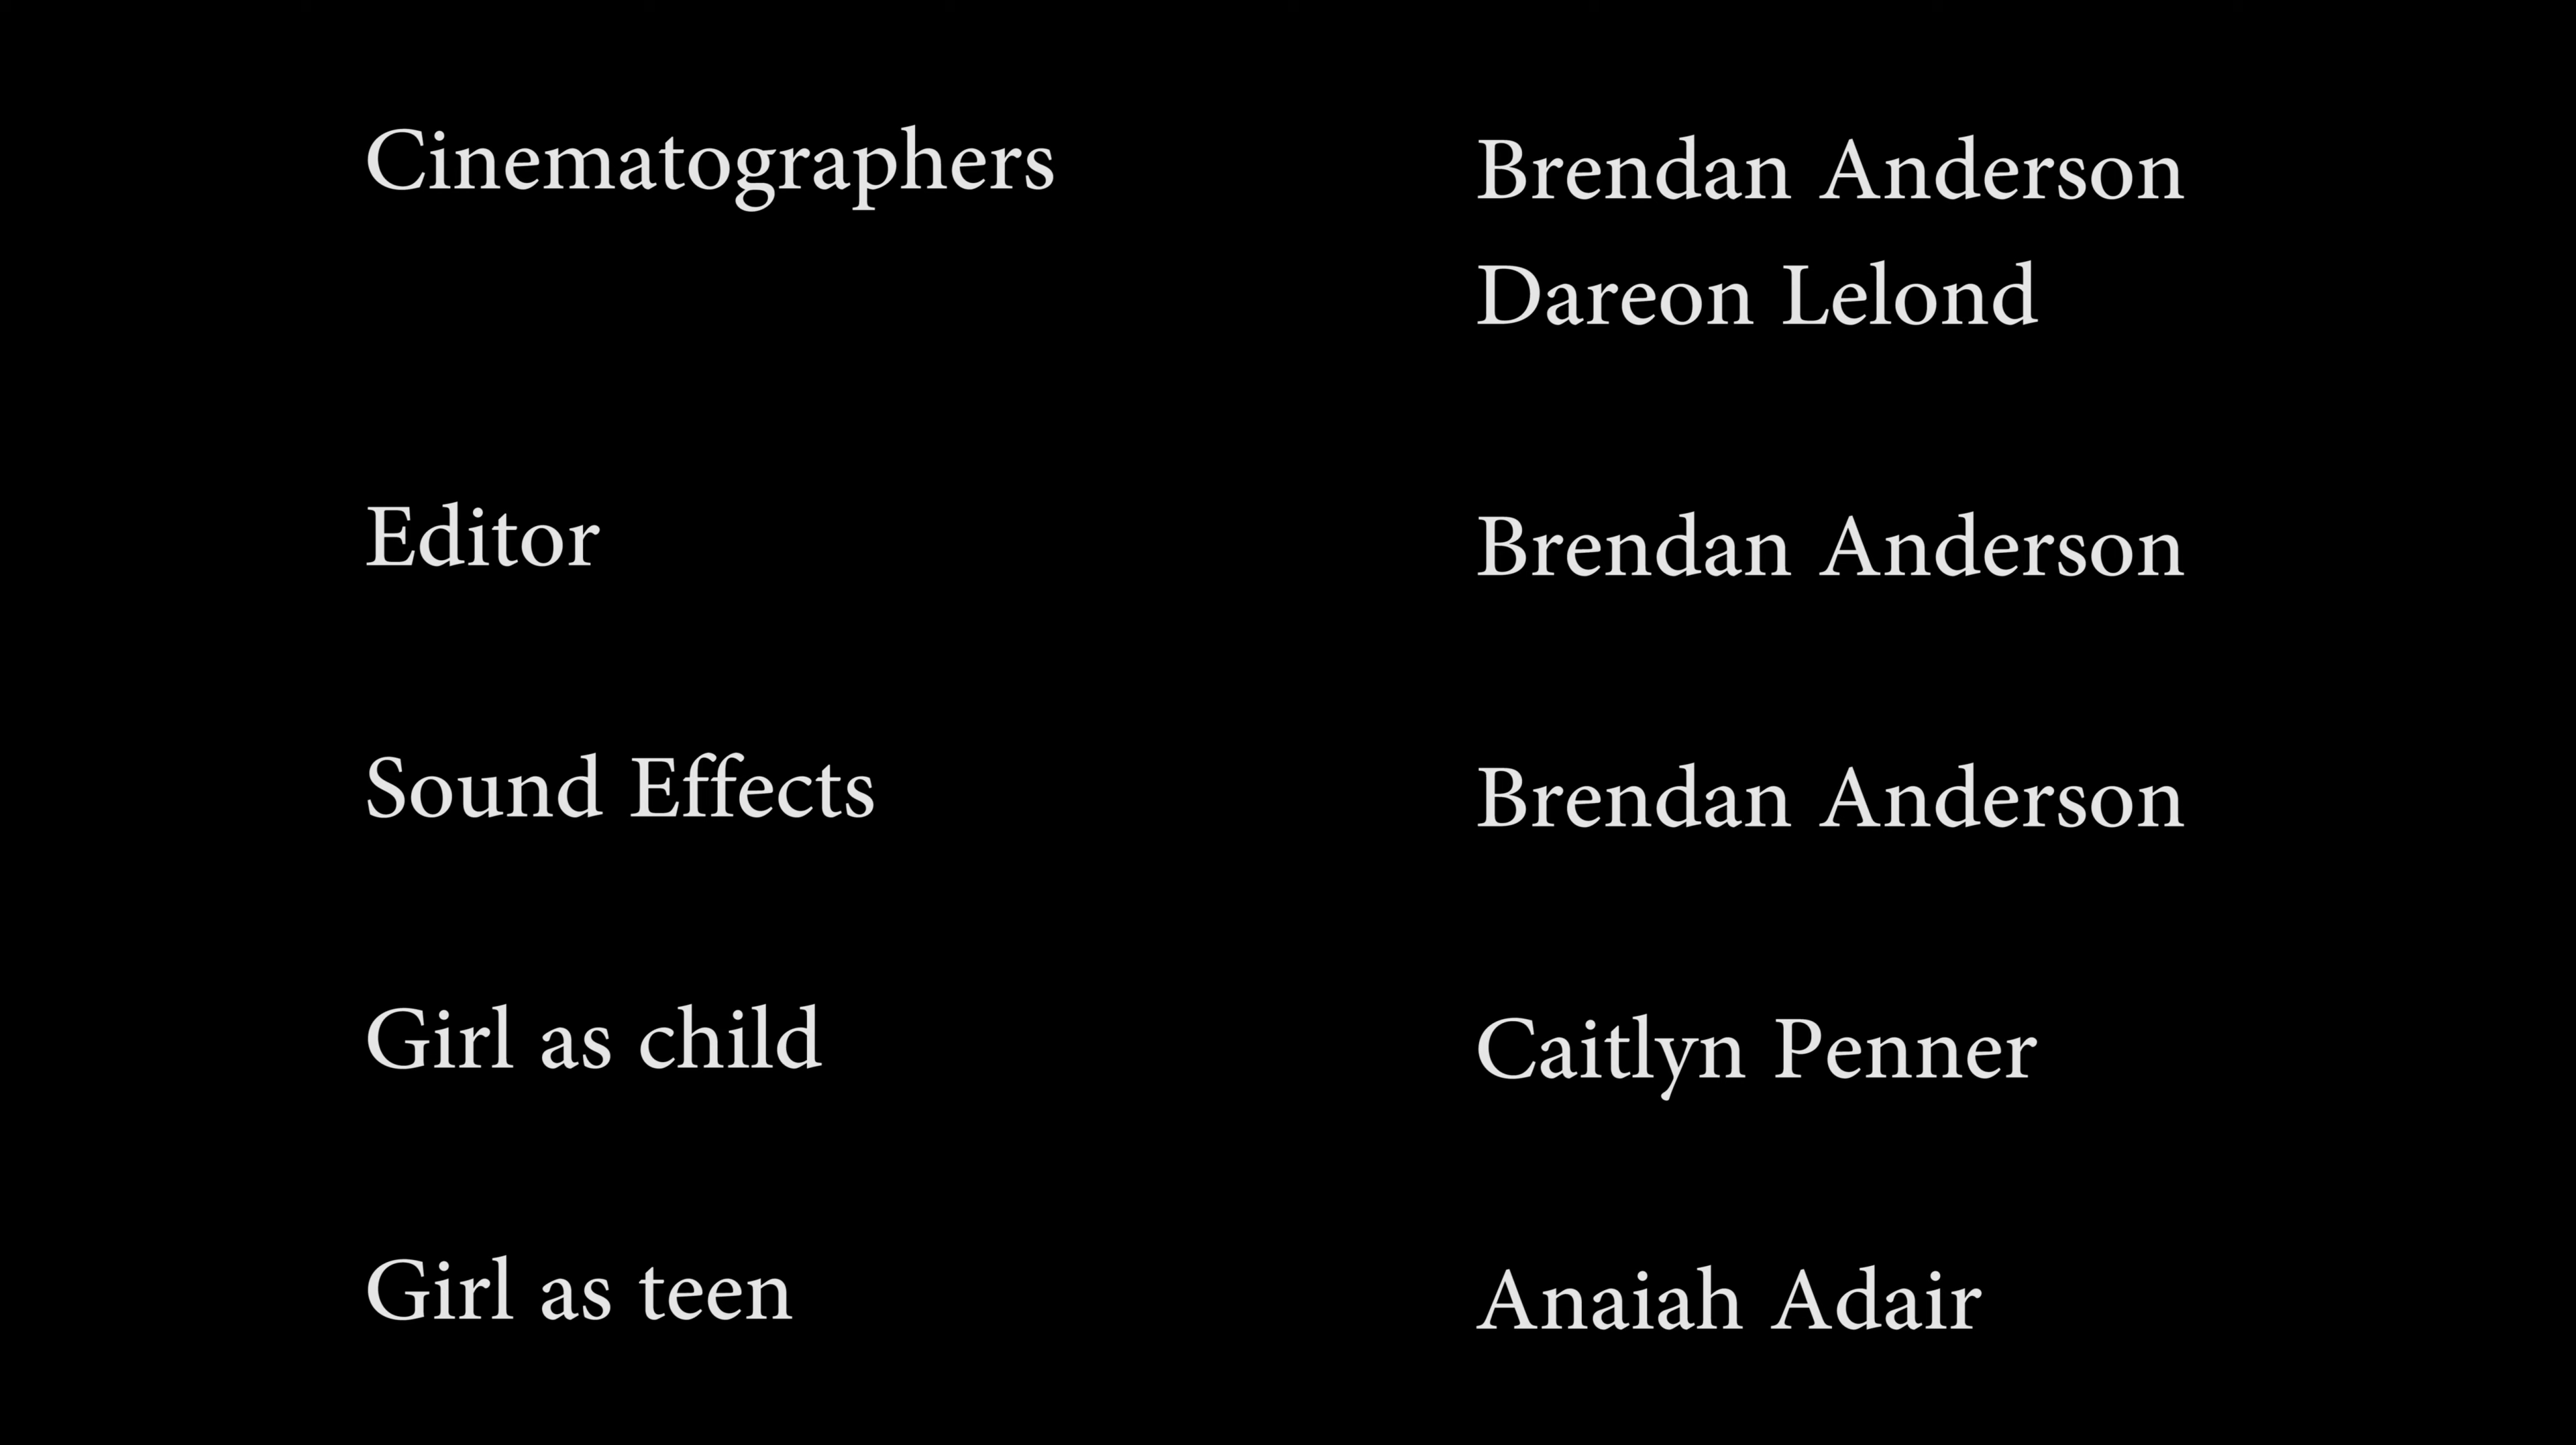 Cinematographers Brendan Anderson
Dareon Lelond
Editor Brendan Anderson
Sound Effects Brendan Anderson
Girl as child Caitlyn Penner
Girl as teen Anaiah Adair